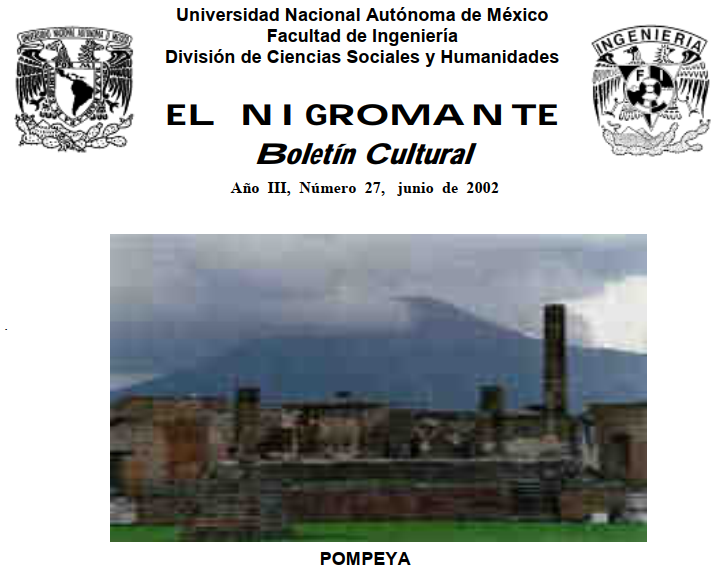 Universidad Nacional Autónoma de México
Facultad de Ingeniería
División de Ciencias Sociales y Humanidades
INGENIERIA
F I
EL NIGROMANTE
Boletín Cultural
Año III, Número 27, junio de 2002
POMPEYA